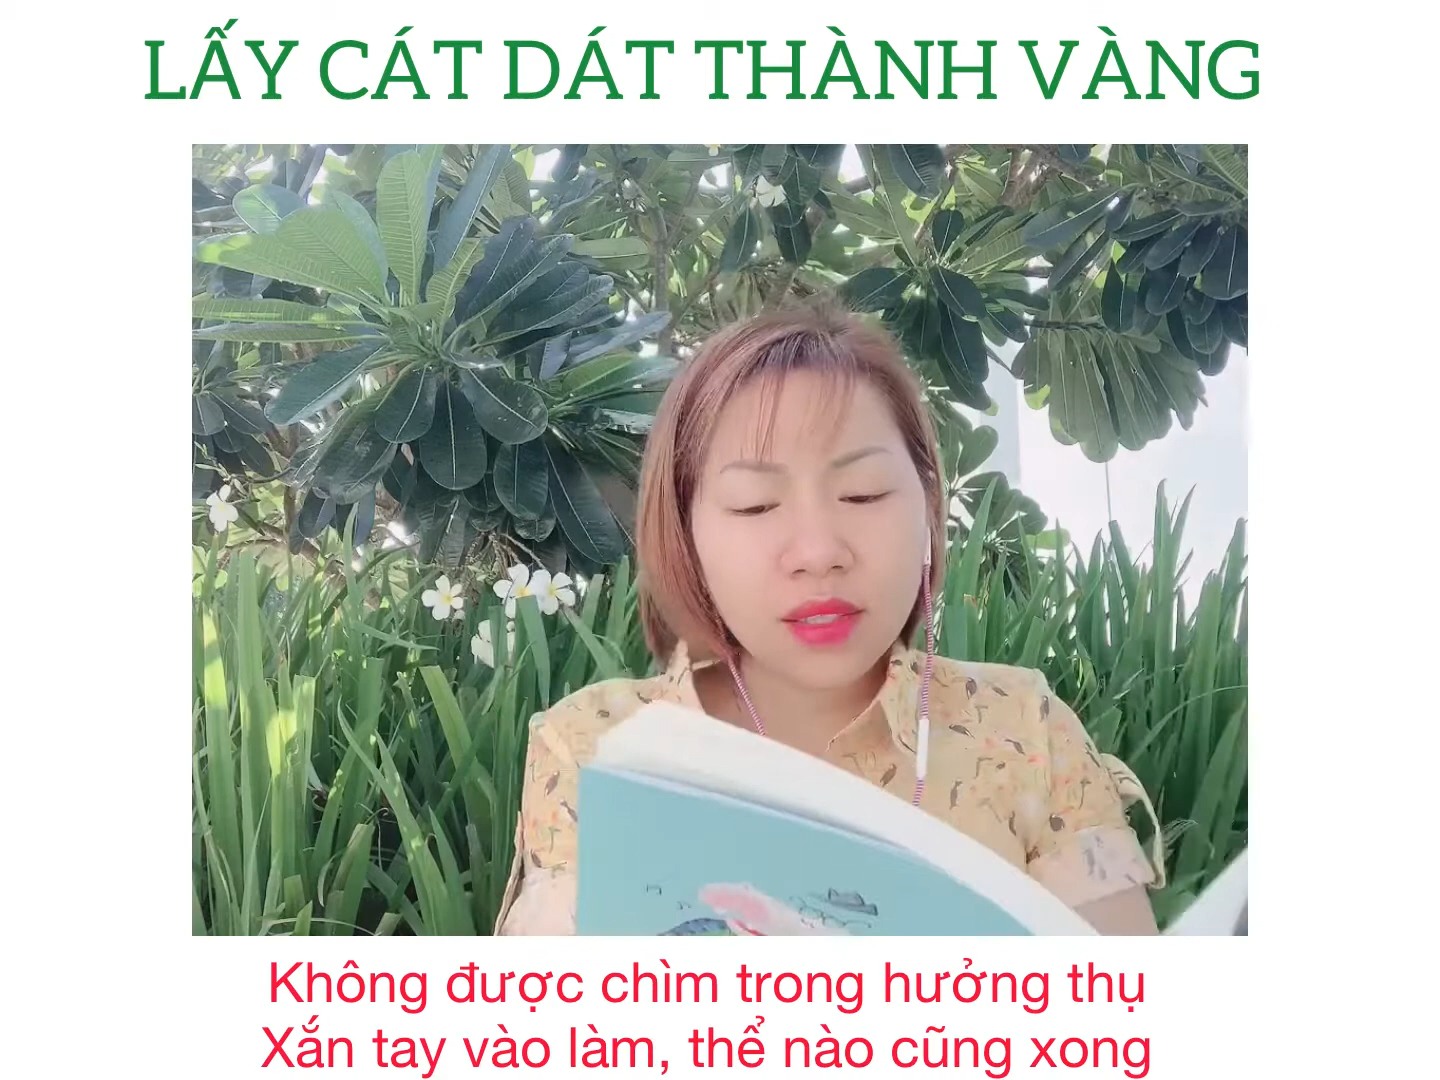 LẤY CÁT DÁT THÀNH VÀNG
Không được chìm trong hưởng thụ
Xắn tay vào làm, thể nào cũng xong